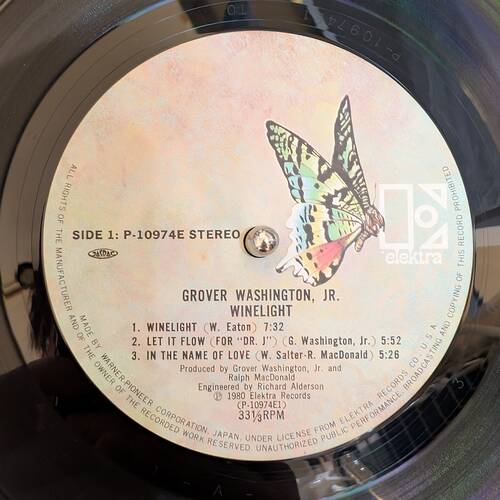 SIDE 1: P-10974E STEREO
JASRAC
elektra
GROVER WASHINGTON, JR.
WINELIGHT
1. WINELIGHT (W. Eaton) 7:32
2. LET IT FLOW (FOR "DR. J") (G. Washington, Jr.) 5:52
3. IN THE NAME OF LOVE (W. Salter-R. MacDonald) 5:26
Produced by Grover Washington, Jr. and
Ralph MacDonald
Engineered by Richard Alderson
Ⓟ 1980 Elektra Records
(P-10974E1)
33⅓RPM
ALL RIGHTS OF THE MANUFACTURER AND OF THE OWNER OF THE RECORDED WORK RESERVED. UNAUTHORIZED PUBLIC PERFORMANCE, BROADCASTING AND COPYING OF THIS RECORD PROHIBITED
MADE BY WARNER-PIONEER CORPORATION, JAPAN, UNDER LICENSE FROM ELEKTRA RECORDS CO., U.S.A.
P-10974